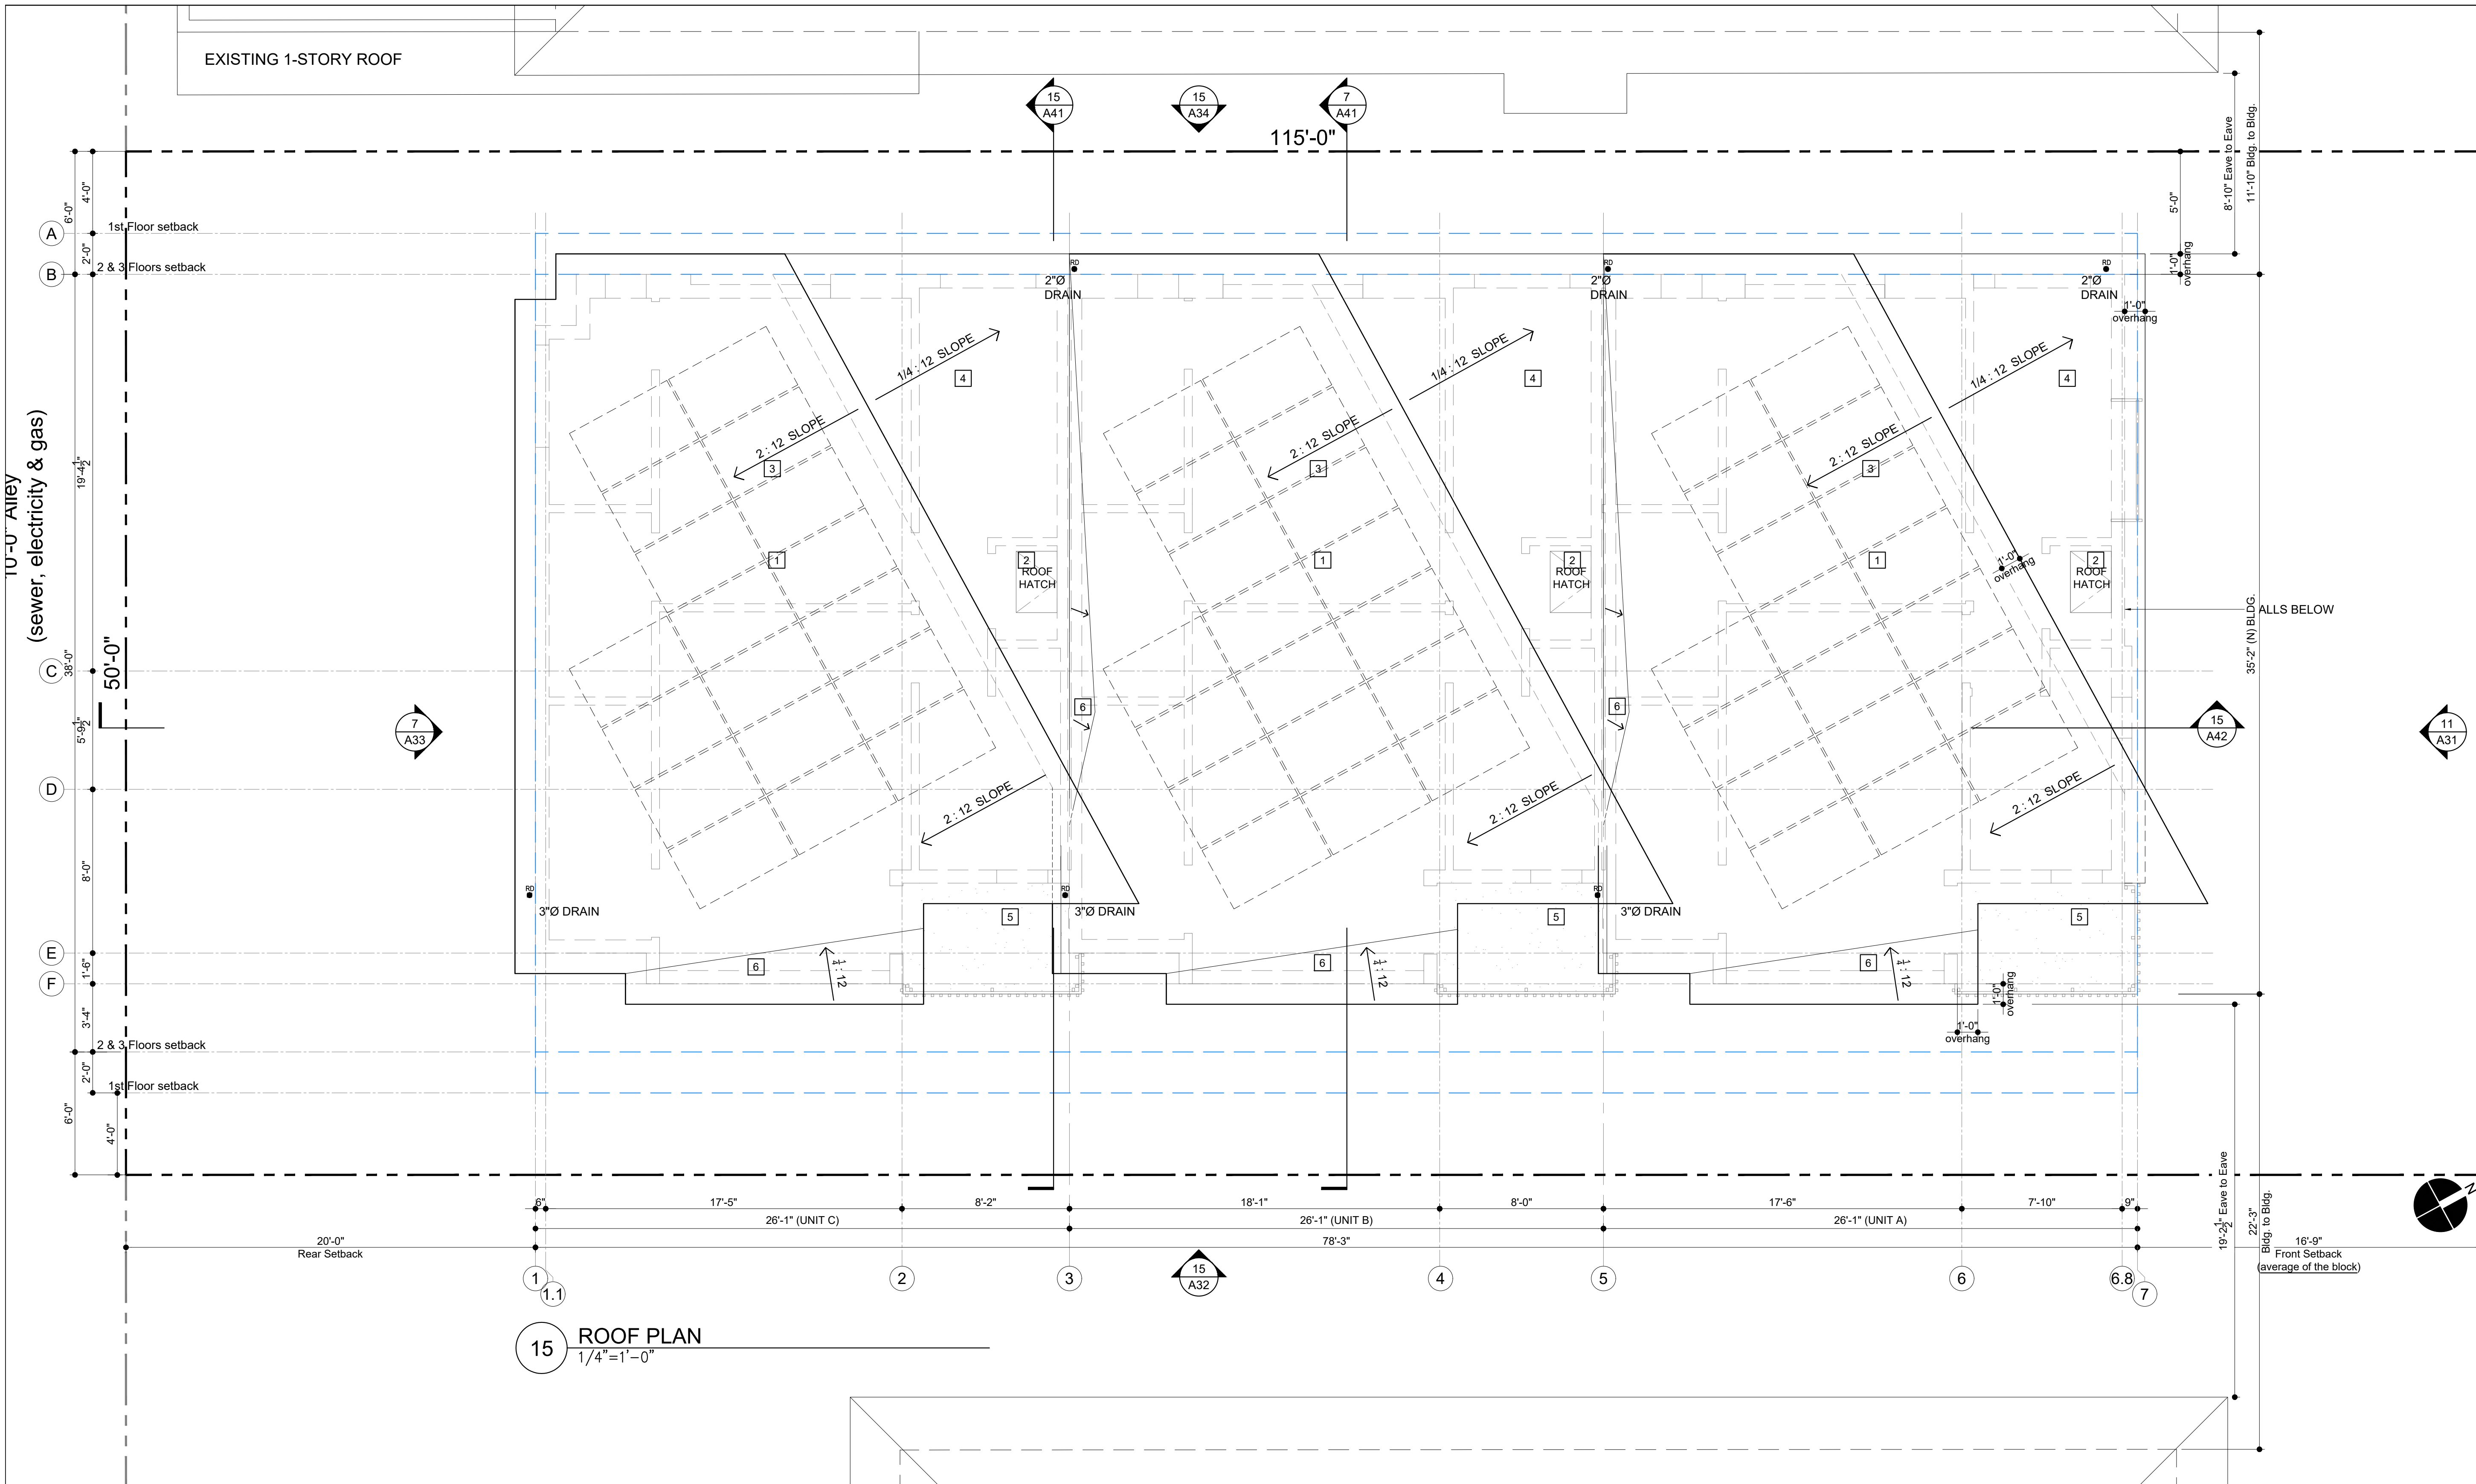 EXISTING 1-STORY ROOF
15
A41
15
A34
7
A41
115'-0"
8'-10" Eave to Eave
11'-10" Bldg. to Bldg.
5'-0"
1'-0"
overhang
6'-0"
4'-0"
2'-0"
A
1st Floor setback
B
2 & 3 Floors setback
RD
2"Ø
DRAIN
RD
2"Ø
DRAIN
RD
2"Ø
DRAIN
1'-0"
overhang
1/4 : 12 SLOPE
4
2 : 12 SLOPE
3
1/4 : 12 SLOPE
4
2 : 12 SLOPE
3
1/4 : 12 SLOPE
4
2 : 12 SLOPE
3
10'-0" Alley
(sewer, electricity & gas)
19'-4 1/2"
50'-0"
38'-0"
1
2
ROOF
HATCH
1
2
ROOF
HATCH
1
1'-0"
overhang
2
ROOF
HATCH
ALLS BELOW
35'-2" (N) BLDG.
C
5'-9 1/2"
7
A33
6
6
15
A42
11
A31
D
2 : 12 SLOPE
2 : 12 SLOPE
2 : 12 SLOPE
8'-0"
RD
3"Ø DRAIN
RD
3"Ø DRAIN
RD
3"Ø DRAIN
5
5
5
E
1'-6"
F
6
1/4 : 12
6
1/4 : 12
6
1/4 : 12
1'-0"
overhang
1'-0"
overhang
3'-4"
2 & 3 Floors setback
2'-0"
1st Floor setback
6'-0"
4'-0"
6"
17'-5"
8'-2"
18'-1"
8'-0"
17'-6"
7'-10"
9"
26'-1" (UNIT C)
26'-1" (UNIT B)
26'-1" (UNIT A)
20'-0"
Rear Setback
78'-3"
16'-9"
Front Setback
(average of the block)
19'-2 1/2" Eave to Eave
22'-3"
Bldg. to Bldg.
N
1
1.1
2
3
15
A32
4
5
6
6.8
7
15
ROOF PLAN
1/4"=1'-0"